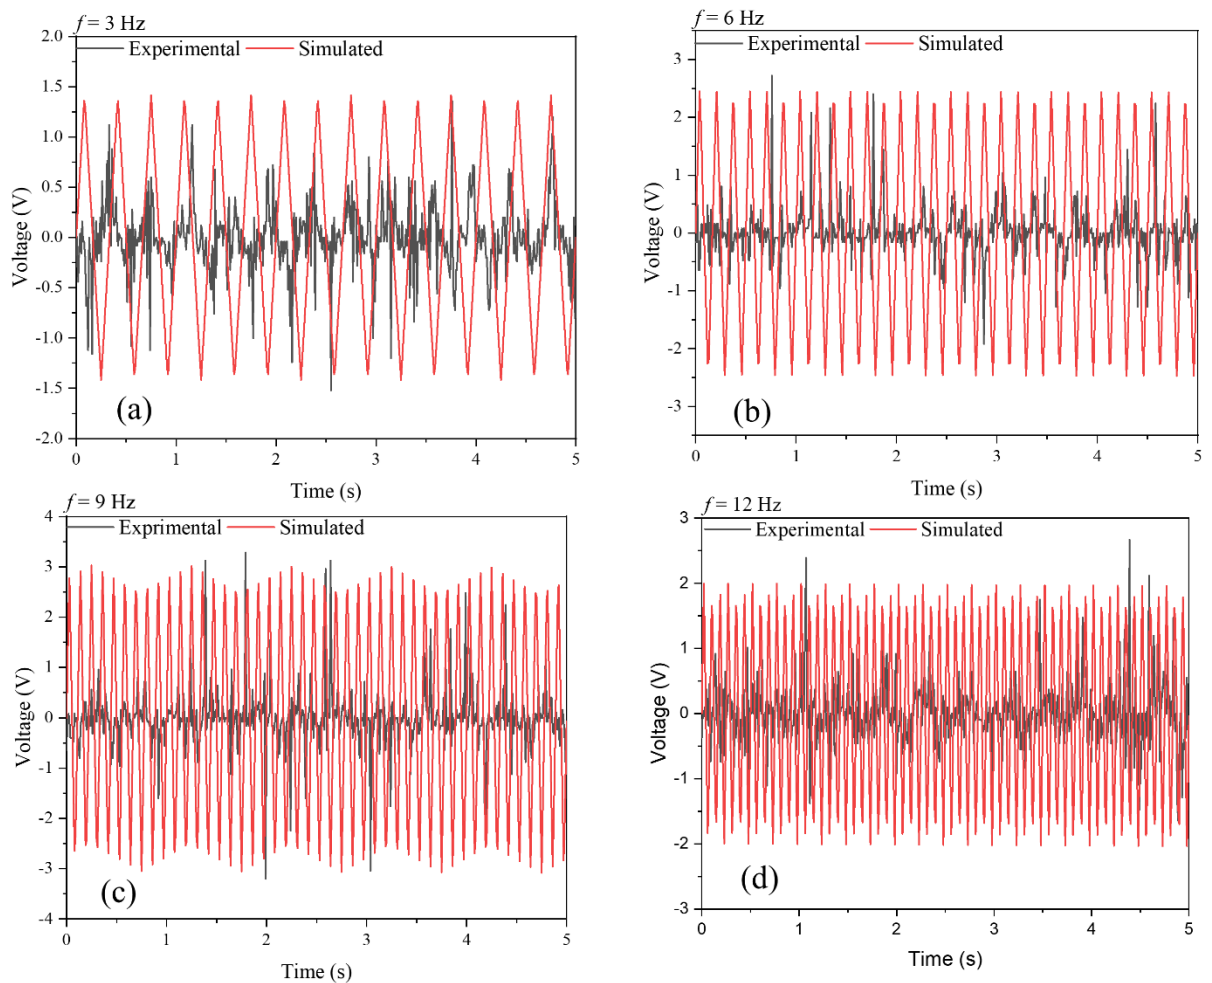 f = 3 Hz
Experimental Simulated
2.0
1.5
1.0
0.5
0.0
-0.5
-1.0
-1.5
-2.0
Voltage (V)
(a)
0 1 2 3 4 5
Time (s)
f = 6 Hz
Experimental Simulated
3
2
1
0
-1
-2
-3
Voltage (V)
(b)
0 1 2 3 4 5
Time (s)
f = 9 Hz
Exprimental Simulated
4
3
2
1
0
-1
-2
-3
-4
Voltage (V)
(c)
0 1 2 3 4 5
Time (s)
f = 12 Hz
Experimental Simulated
3
2
1
0
-1
-2
-3
Voltage (V)
(d)
0 1 2 3 4 5
Time (s)